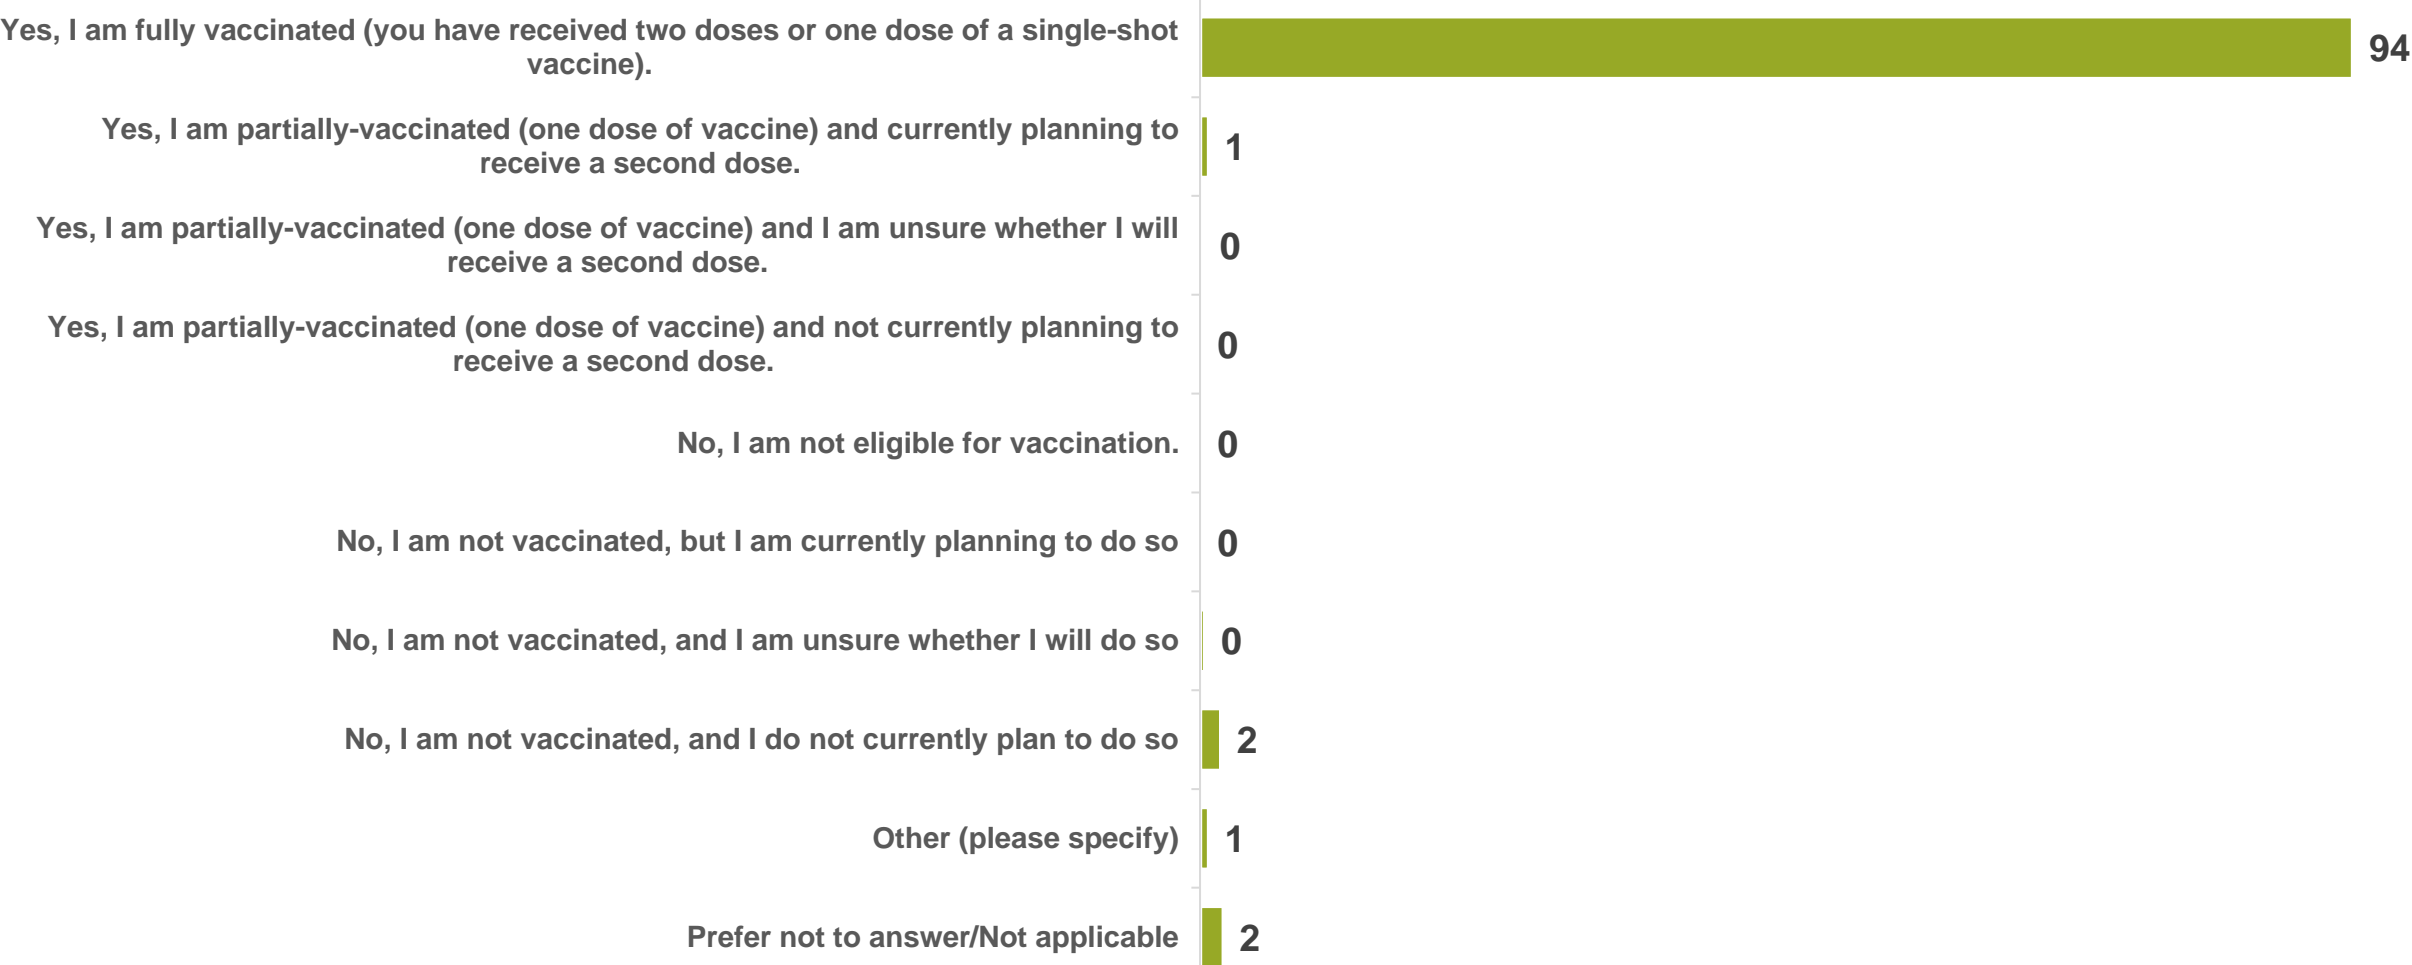 Yes, I am fully vaccinated (you have received two doses or one dose of a single-shot
vaccine).
94
Yes, I am partially-vaccinated (one dose of vaccine) and currently planning to
receive a second dose.
1
Yes, I am partially-vaccinated (one dose of vaccine) and I am unsure whether I will
receive a second dose.
0
Yes, I am partially-vaccinated (one dose of vaccine) and not currently planning to
receive a second dose.
0
No, I am not eligible for vaccination.
0
No, I am not vaccinated, but I am currently planning to do so
0
No, I am not vaccinated, and I am unsure whether I will do so
0
No, I am not vaccinated, and I do not currently plan to do so
2
Other (please specify)
1
Prefer not to answer/Not applicable
2